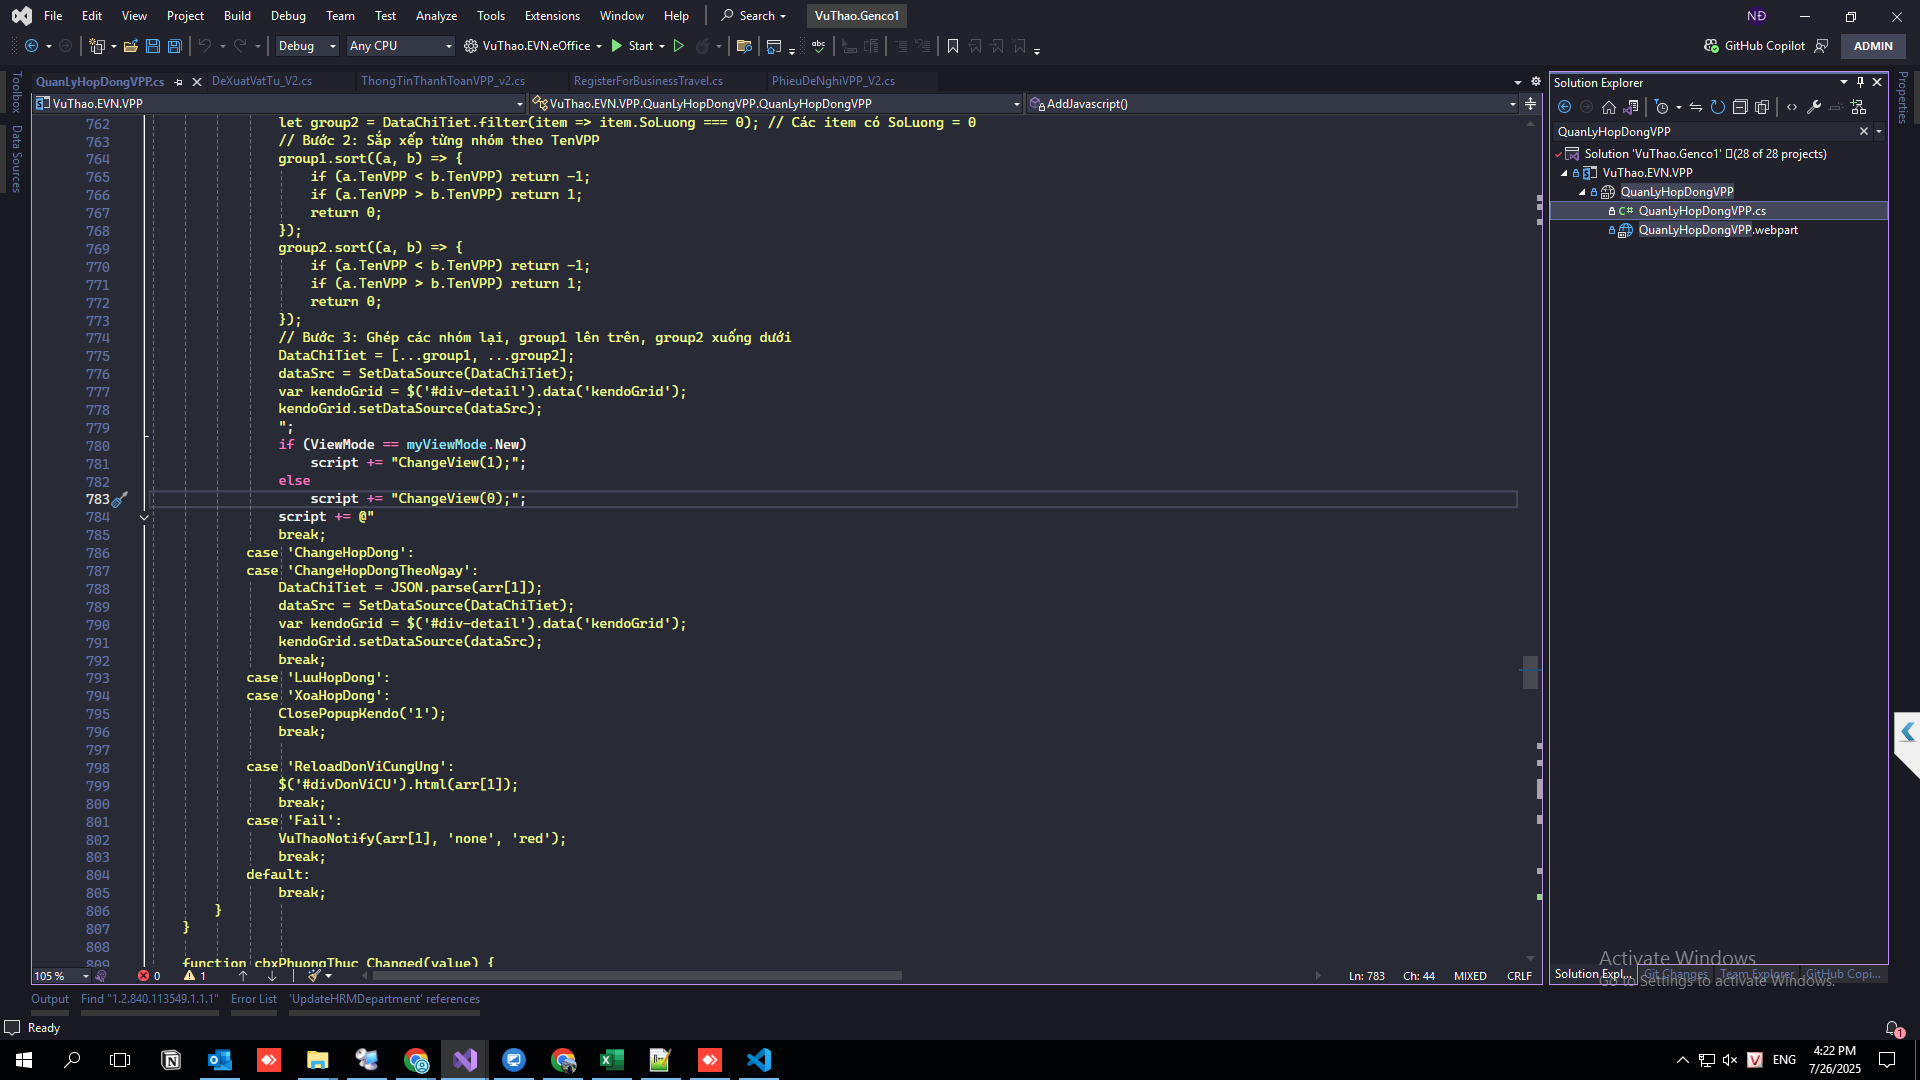 File Edit View Project Build Debug Team Test Analyze Tools Extensions Window Help Search VuThao.Genco1 NĐ
Debug Any CPU VuThao.EVN.eOffice Start GitHub Copilot ADMIN
Toolbox
Data Sources
QuanLyHopDongVPP.cs DeXuatVatTu_V2.cs ThongTinThanhToanVPP_v2.cs RegisterForBusinessTravel.cs PhieuDeNghiVPP_V2.cs
VuThao.EVN.VPP VuThao.EVN.VPP.QuanLyHopDongVPP.QuanLyHopDongVPP AddJavascript()
762 let group2 = DataChiTiet.filter(item => item.SoLuong === 0); // Các item có SoLuong = 0
763 // Bước 2: Sắp xếp từng nhóm theo TenVPP
764 group1.sort((a, b) => {
765 if (a.TenVPP < b.TenVPP) return -1;
766 if (a.TenVPP > b.TenVPP) return 1;
767 return 0;
768 });
769 group2.sort((a, b) => {
770 if (a.TenVPP < b.TenVPP) return -1;
771 if (a.TenVPP > b.TenVPP) return 1;
772 return 0;
773 });
774 // Bước 3: Ghép các nhóm lại, group1 lên trên, group2 xuống dưới
775 DataChiTiet = [...group1, ...group2];
776 dataSrc = SetDataSource(DataChiTiet);
777 var kendoGrid = $('#div-detail').data('kendoGrid');
778 kendoGrid.setDataSource(dataSrc);
779 ";
780 if (ViewMode == myViewMode.New)
781 script += "ChangeView(1);";
782 else
783 script += "ChangeView(0);";
784 script += @"
785 break;
786 case 'ChangeHopDong':
787 case 'ChangeHopDongTheoNgay':
788 DataChiTiet = JSON.parse(arr[1]);
789 dataSrc = SetDataSource(DataChiTiet);
790 var kendoGrid = $('#div-detail').data('kendoGrid');
791 kendoGrid.setDataSource(dataSrc);
792 break;
793 case 'LuuHopDong':
794 case 'XoaHopDong':
795 ClosePopupKendo('1');
796 break;
797
798 case 'ReloadDonViCungUng':
799 $('#divDonViCU').html(arr[1]);
800 break;
801 case 'Fail':
802 VuThaoNotify(arr[1], 'none', 'red');
803 break;
804 default:
805 break;
806 }
807 }
808
809 function cbxPhuongThuc_Changed(value) {
105 % 0 1 Ln: 783 Ch: 44 MIXED CRLF
Output Find "1.2.840.113549.1.1.1" Error List 'UpdateHRMDepartment' references
Ready
Solution Explorer
QuanLyHopDongVPP
Solution 'VuThao.Genco1' (28 of 28 projects)
VuThao.EVN.VPP
QuanLyHopDongVPP
C# QuanLyHopDongVPP.cs
QuanLyHopDongVPP.webpart
Properties
Activate Windows
Go to Settings to activate Windows.
Solution Expl... Git Changes Team Explorer GitHub Copi...
1
V ENG 4:22 PM
7/26/2025